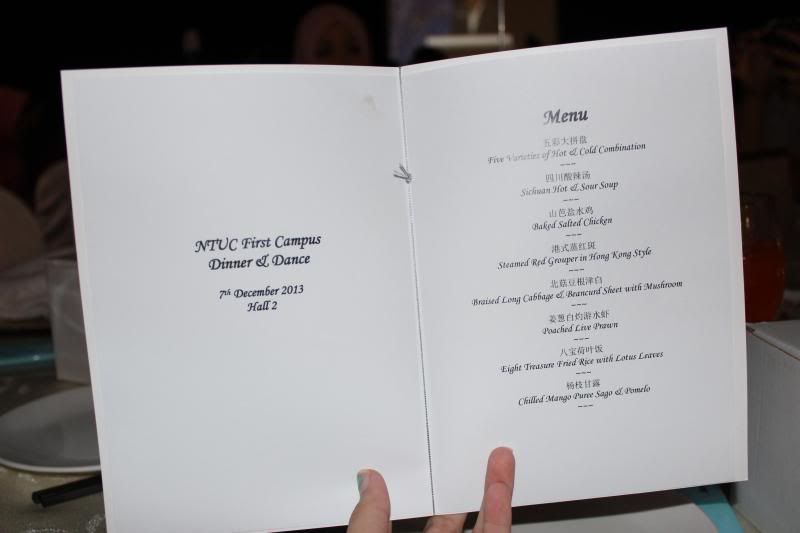 NTUC First Campus
Dinner & Dance
7th December 2013
Hall 2
Menu
五彩大拼盘
Five Varieties of Hot & Cold Combination
~~~
四川酸辣汤
Sichuan Hot & Sour Soup
~~~
山芭盐水鸡
Baked Salted Chicken
~~~
港式蒸红斑
Steamed Red Grouper in Hong Kong Style
~~~
北菇豆根津白
Braised Long Cabbage & Beancurd Sheet with Mushroom
~~~
姜葱白灼游水虾
Poached Live Prawn
~~~
八宝荷叶饭
Eight Treasure Fried Rice with Lotus Leaves
~~~
杨枝甘露
Chilled Mango Puree Sago & Pomelo
~~~